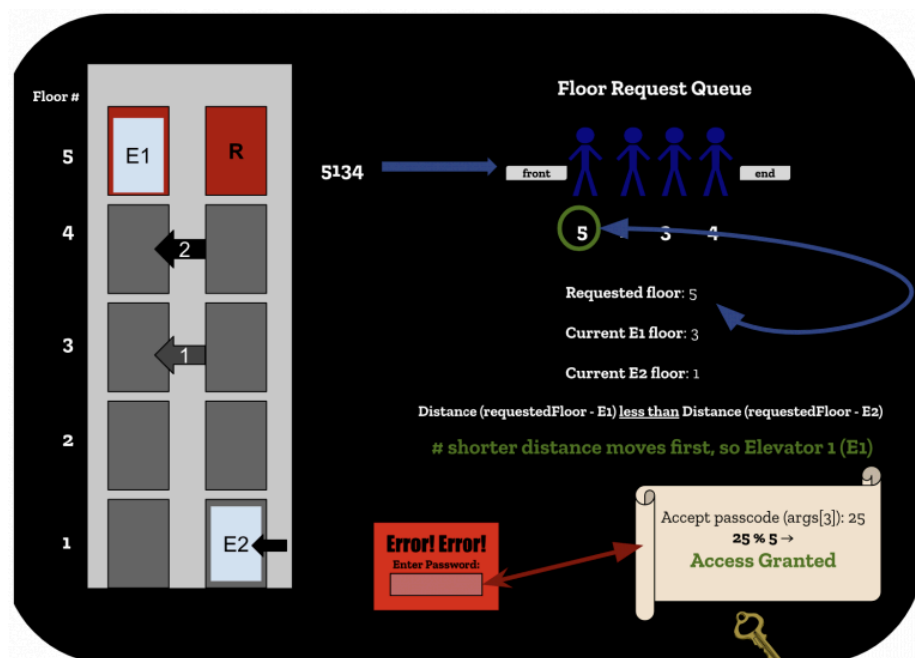 Floor Request Queue
Floor #
5
E1
R
5134
front
end
4
2
5
3
4
Requested floor: 5
3
1
Current E1 floor: 3
Current E2 floor: 1
Distance (requestedFloor - E1) less than Distance (requestedFloor - E2)
2
# shorter distance moves first, so Elevator 1 (E1)
1
E2
Error! Error!
Enter Password:
Accept passcode (args[3]): 25
25 % 5 →
Access Granted